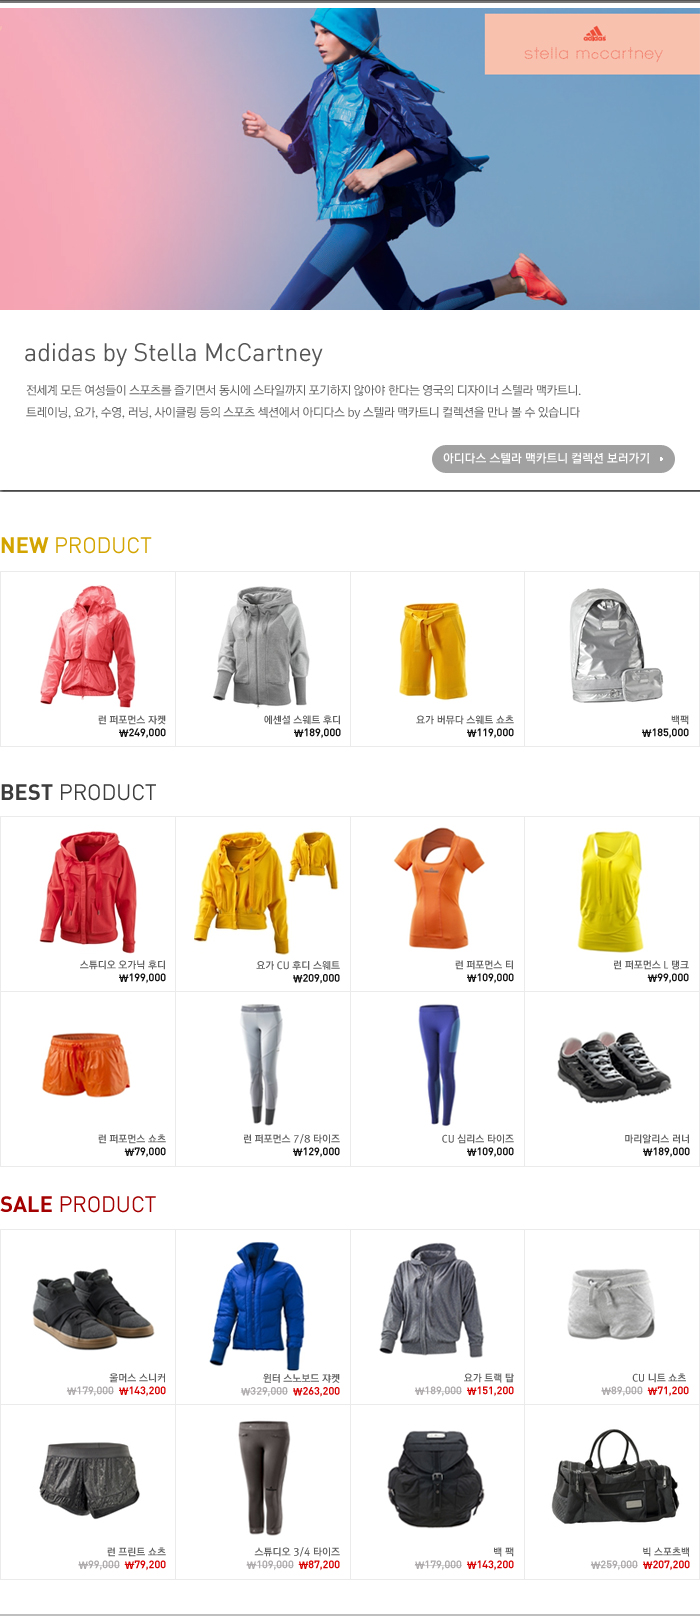 adidas
stella mccartney
adidas by Stella McCartney
전세계 모든 여성들이 스포츠를 즐기면서 동시에 스타일까지 포기하지 않아야 한다는 영국의 디자이너 스텔라 맥카트니.
트레이닝, 요가, 수영, 러닝, 사이클링 등의 스포츠 섹션에서 아디다스 by 스텔라 맥카트니 컬렉션을 만나 볼 수 있습니다
아디다스 스텔라 맥카트니 컬렉션 보러가기
NEW PRODUCT
런 퍼포먼스 자켓
₩249,000
에센셜 스웨트 후디
₩189,000
요가 버뮤다 스웨트 쇼츠
₩119,000
백팩
₩185,000
BEST PRODUCT
스튜디오 오가닉 후디
₩199,000
요가 CU 후디 스웨트
₩209,000
런 퍼포먼스 티
₩109,000
런 퍼포먼스 L 탱크
₩99,000
런 퍼포먼스 쇼츠
₩79,000
런 퍼포먼스 7/8 타이즈
₩129,000
CU 심리스 타이즈
₩109,000
마리알리스 러너
₩189,000
SALE PRODUCT
울머스 스니커
₩179,000 ₩143,200
윈터 스노보드 쟈켓
₩329,000 ₩263,200
요가 트랙 탑
₩189,000 ₩151,200
CU 니트 쇼츠
₩89,000 ₩71,200
런 프린트 쇼츠
₩99,000 ₩79,200
스튜디오 3/4 타이즈
₩109,000 ₩87,200
백 팩
₩179,000 ₩143,200
빅 스포츠백
₩259,000 ₩207,200